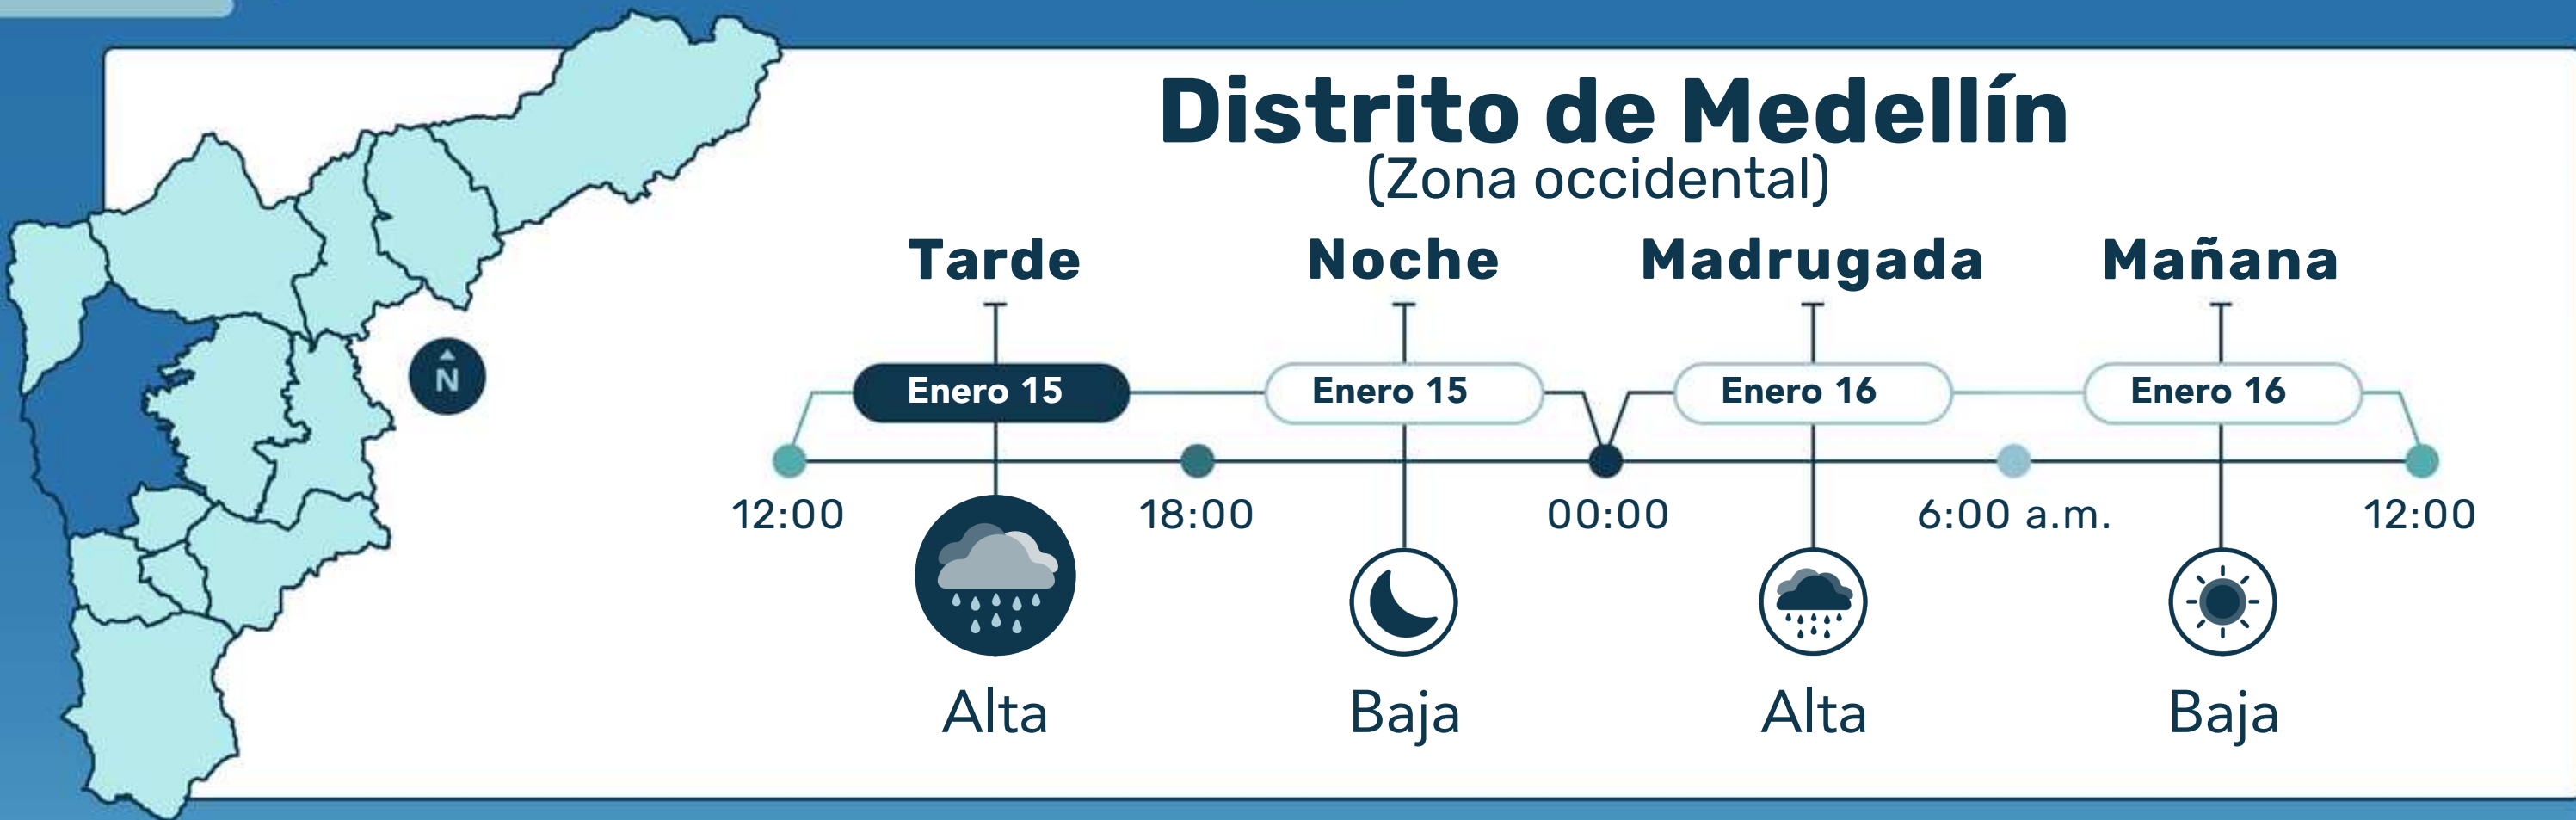 Distrito de Medellín
(Zona occidental)
Tarde Noche Madrugada Mañana
Enero 15 Enero 15 Enero 16 Enero 16
N
12:00 18:00 00:00 6:00 a.m. 12:00
Alta Baja Alta Baja